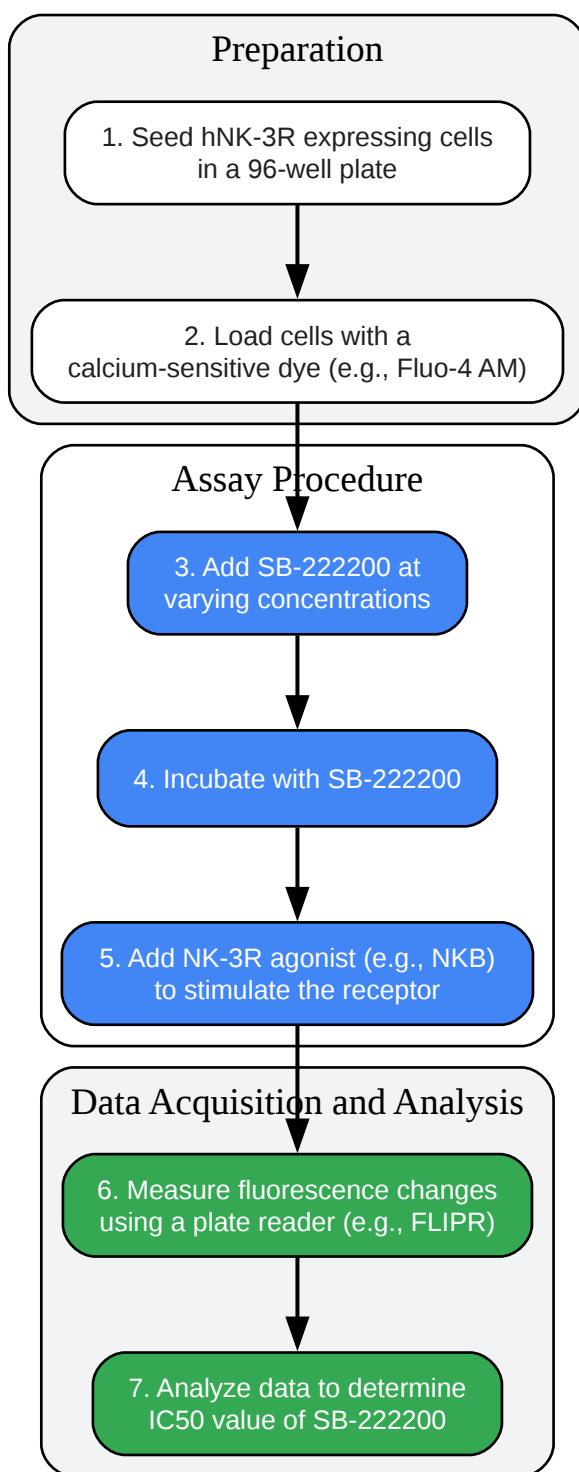 Preparation
1. Seed hNK-3R expressing cells
in a 96-well plate
2. Load cells with a
calcium-sensitive dye (e.g., Fluo-4 AM)
Assay Procedure
3. Add SB-222200 at
varying concentrations
4. Incubate with SB-222200
5. Add NK-3R agonist (e.g., NKB)
to stimulate the receptor
Data Acquisition and Analysis
6. Measure fluorescence changes
using a plate reader (e.g., FLIPR)
7. Analyze data to determine
IC50 value of SB-222200